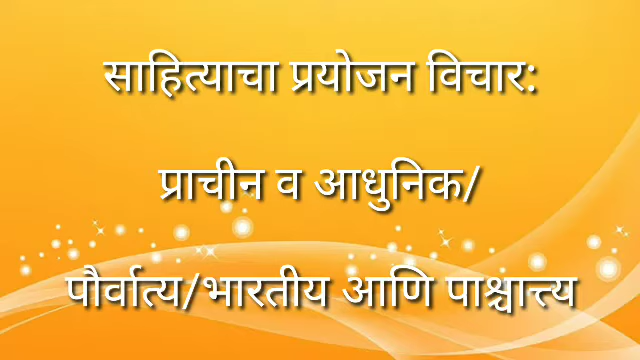 साहित्याचा प्रयोजन विचार:
प्राचीन व आधुनिक/
पौर्वात्य/भारतीय आणि पाश्चात्त्य